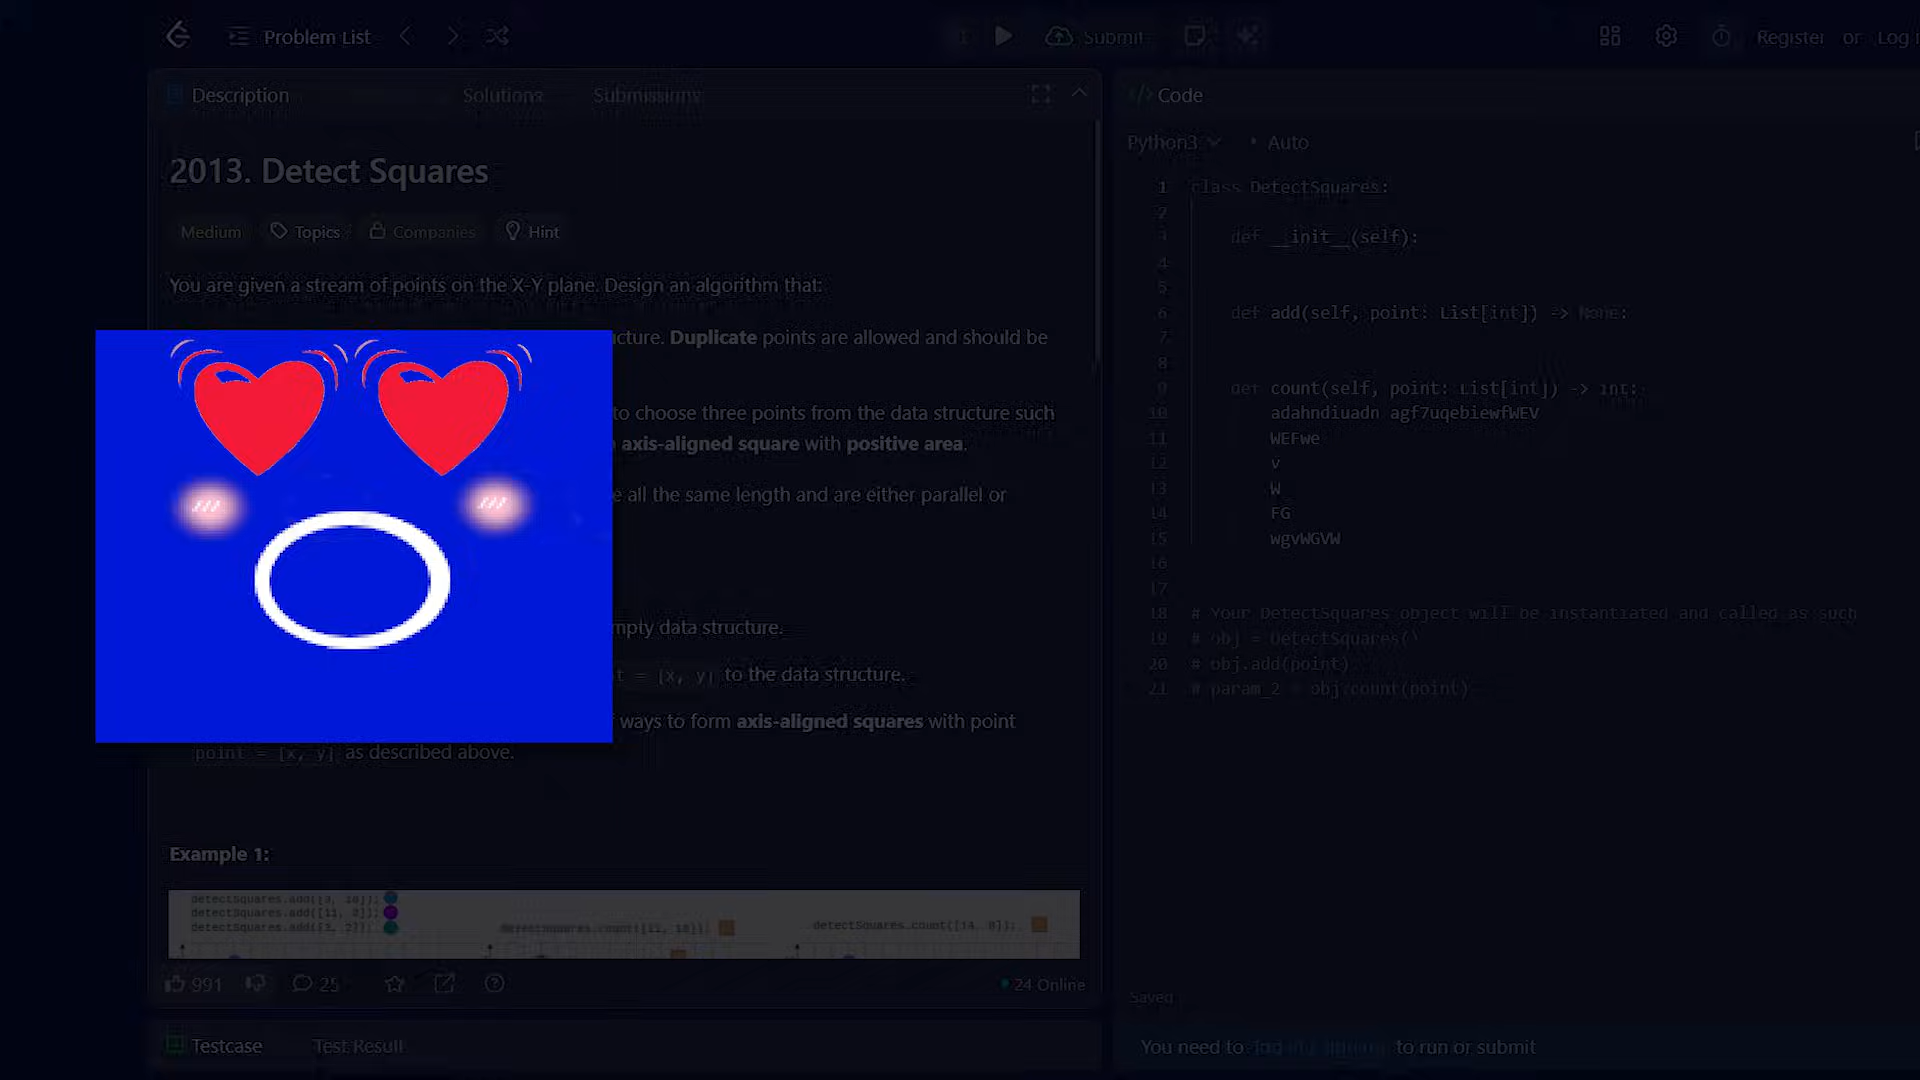 Problem List
Submit
Register or Log
Description
Solutions
Submissions
Code
Python3
Auto
2013. Detect Squares
Medium Topics Companies Hint
You are given a stream of points on the X-Y plane. Design an algorithm that:
Duplicate points are allowed and should be
to choose three points from the data structure such
axis-aligned square with positive area.
all the same length and are either parallel or
data structure.
= [x, y] to the data structure.
ways to form axis-aligned squares with point
point = [x, y] as described above.
Example 1:
detectSquares.count([14, 8]);
991
25
24 Online
Testcase
Test Result
1 class DetectSquares:
2
def __init__(self):
4
5
6 def add(self, point: List[int]) -> None:
7
8
9 def count(self, point: List[int]) -> int:
10 adahndiuadn agf7uqebiewfWEV
11 WEFwe
12 v
13 W
14 FG
15 wgvWGVW
16
17
18 # Your DetectSquares object will be instantiated and called as such
19 # obj = DetectSquares()
20 # obj.add(point)
21 # param_2 = obj.count(point)
Saved
You need to to run or submit